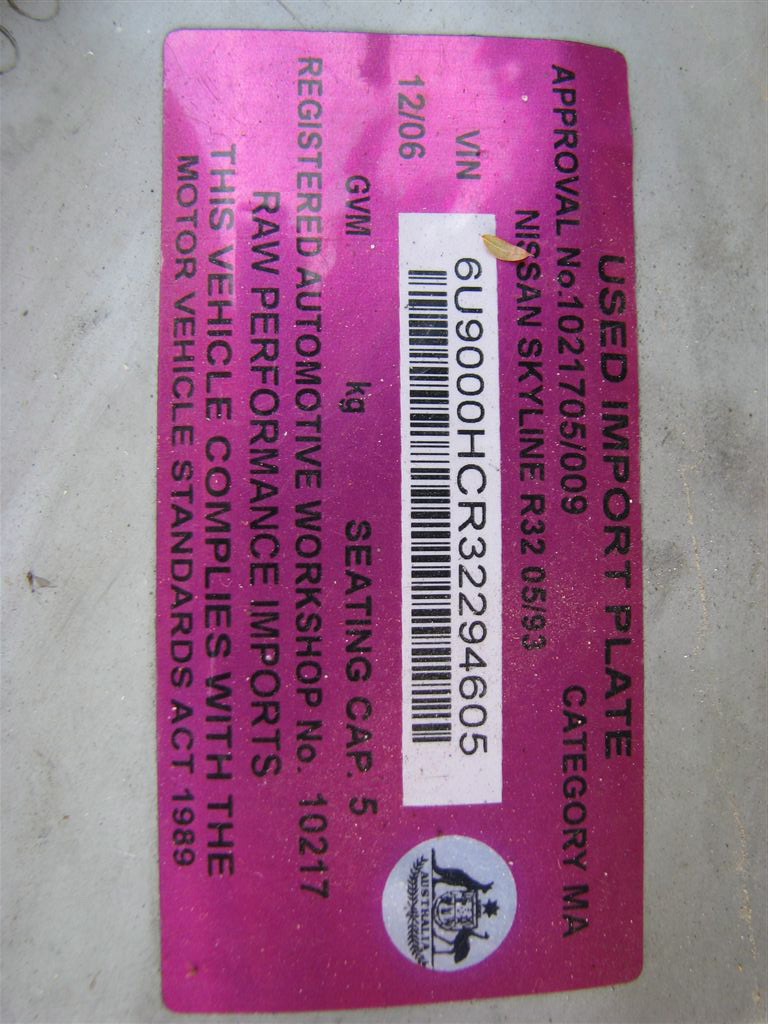 USED IMPORT PLATE
APPROVAL No.1021705/009 CATEGORY MA
NISSAN SKYLINE R32 05/93
VIN 6U9000HCR32294605
12/06
GVM kg SEATING CAP. 5
REGISTERED AUTOMOTIVE WORKSHOP No. 10217
RAW PERFORMANCE IMPORTS
THIS VEHICLE COMPLIES WITH THE
MOTOR VEHICLE STANDARDS ACT 1989
AUSTRALIA